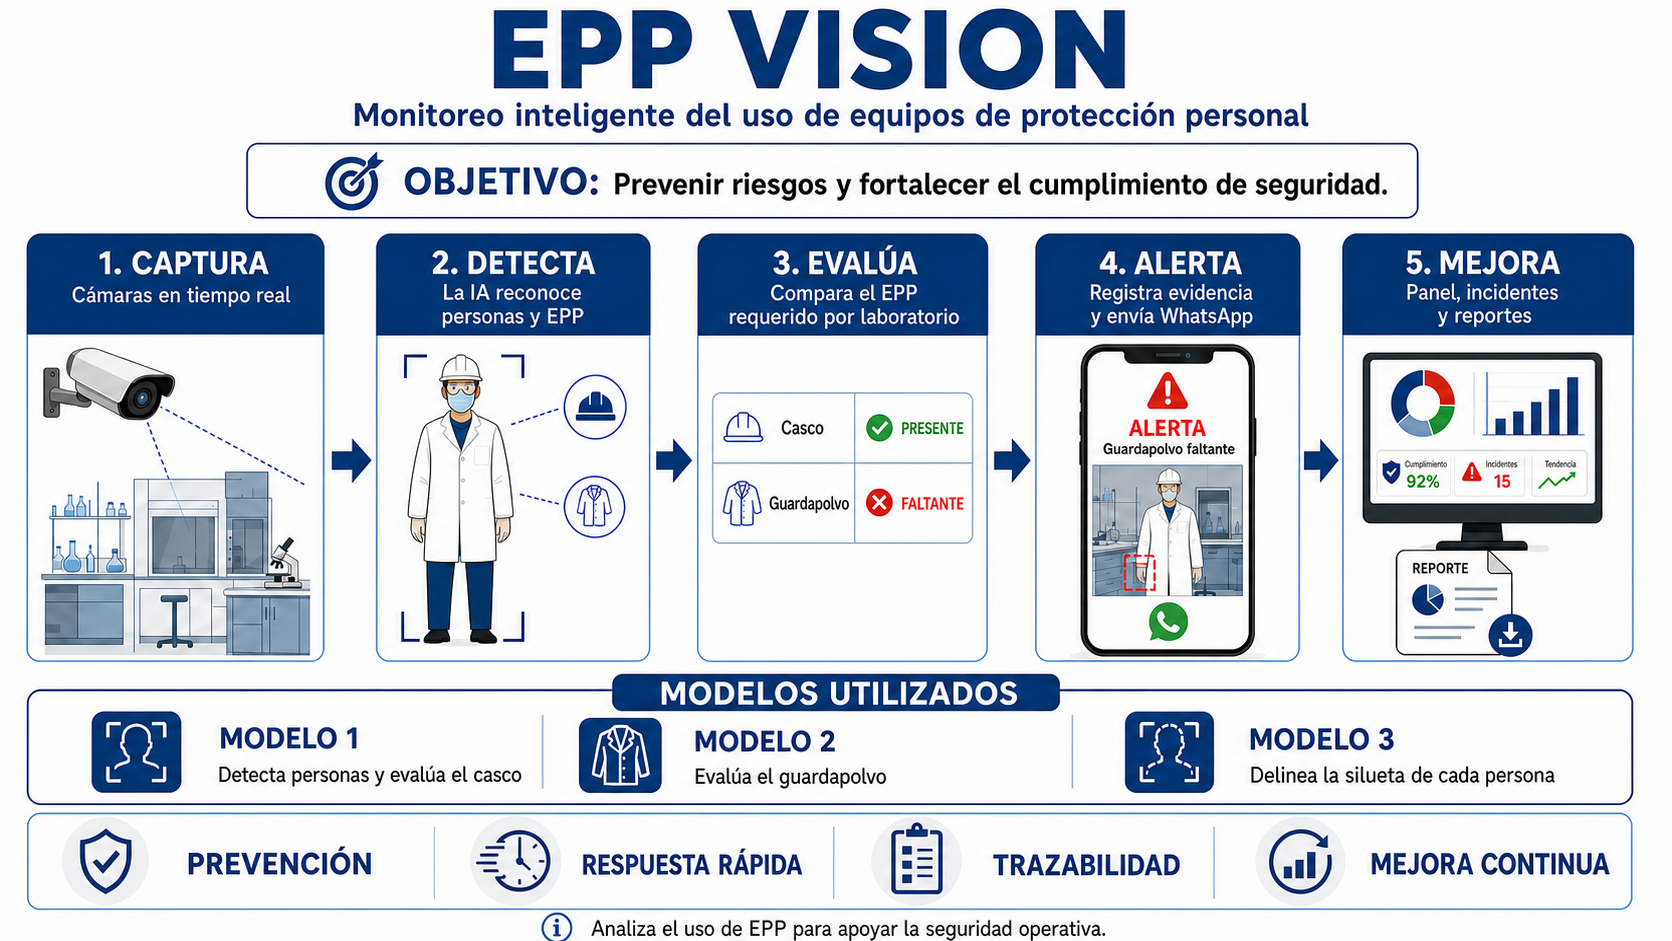 EPP VISION
Monitoreo inteligente del uso de equipos de protección personal
OBJETIVO: Prevenir riesgos y fortalecer el cumplimiento de seguridad.
1. CAPTURA
Cámaras en tiempo real
2. DETECTA
La IA reconoce
personas y EPP
3. EVALÚA
Compara el EPP
requerido por laboratorio
Casco
PRESENTE
Guardapolvo
FALTANTE
4. ALERTA
Registra evidencia
y envía WhatsApp
ALERTA
Guardapolvo faltante
5. MEJORA
Panel, incidentes
y reportes
Cumplimiento
92%
Incidentes
15
Tendencia
REPORTE
MODELOS UTILIZADOS
MODELO 1
Detecta personas y evalúa el casco
MODELO 2
Evalúa el guardapolvo
MODELO 3
Delinea la silueta de cada persona
PREVENCIÓN
RESPUESTA RÁPIDA
TRAZABILIDAD
MEJORA CONTINUA
Analiza el uso de EPP para apoyar la seguridad operativa.